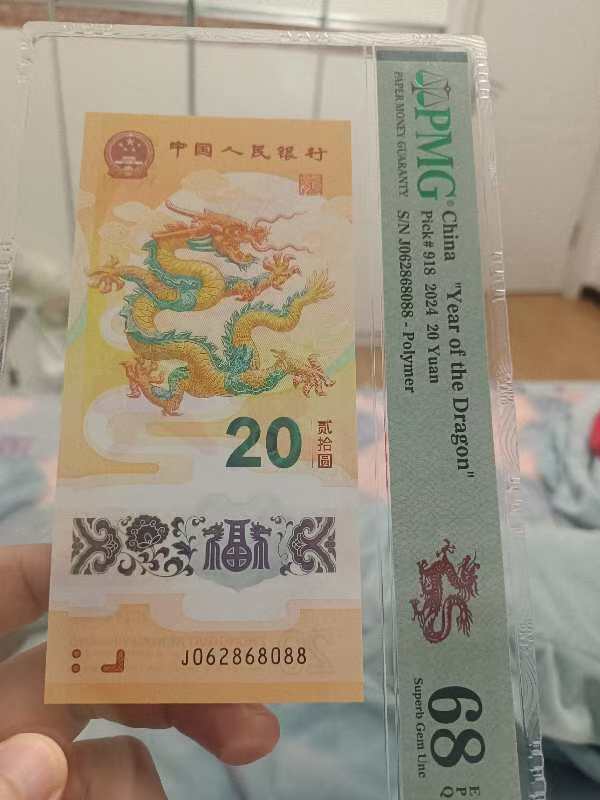 中国人民银行
20
贰拾圆
福
J062868088
PMG
PAPER MONEY GUARANTY
China "Year of the Dragon"
Pick# 918 2024 20 Yuan
S/N J062868088 - Polymer
68
EPQ
Superb Gem Unc